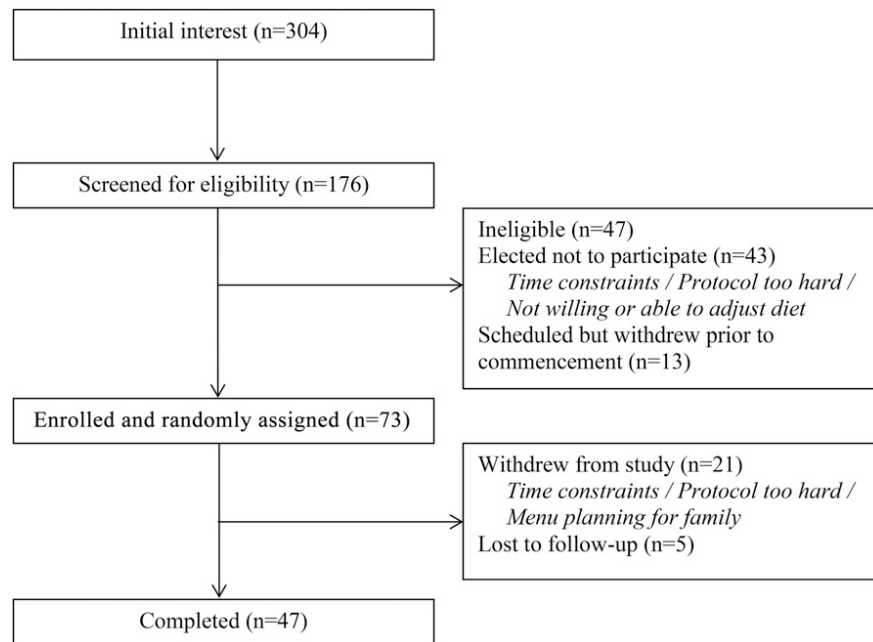 Initial interest (n=304)
Screened for eligibility (n=176)
Ineligible (n=47)
Elected not to participate (n=43)
Time constraints / Protocol too hard /
Not willing or able to adjust diet
Scheduled but withdrew prior to
commencement (n=13)
Enrolled and randomly assigned (n=73)
Withdrew from study (n=21)
Time constraints / Protocol too hard /
Menu planning for family
Lost to follow-up (n=5)
Completed (n=47)